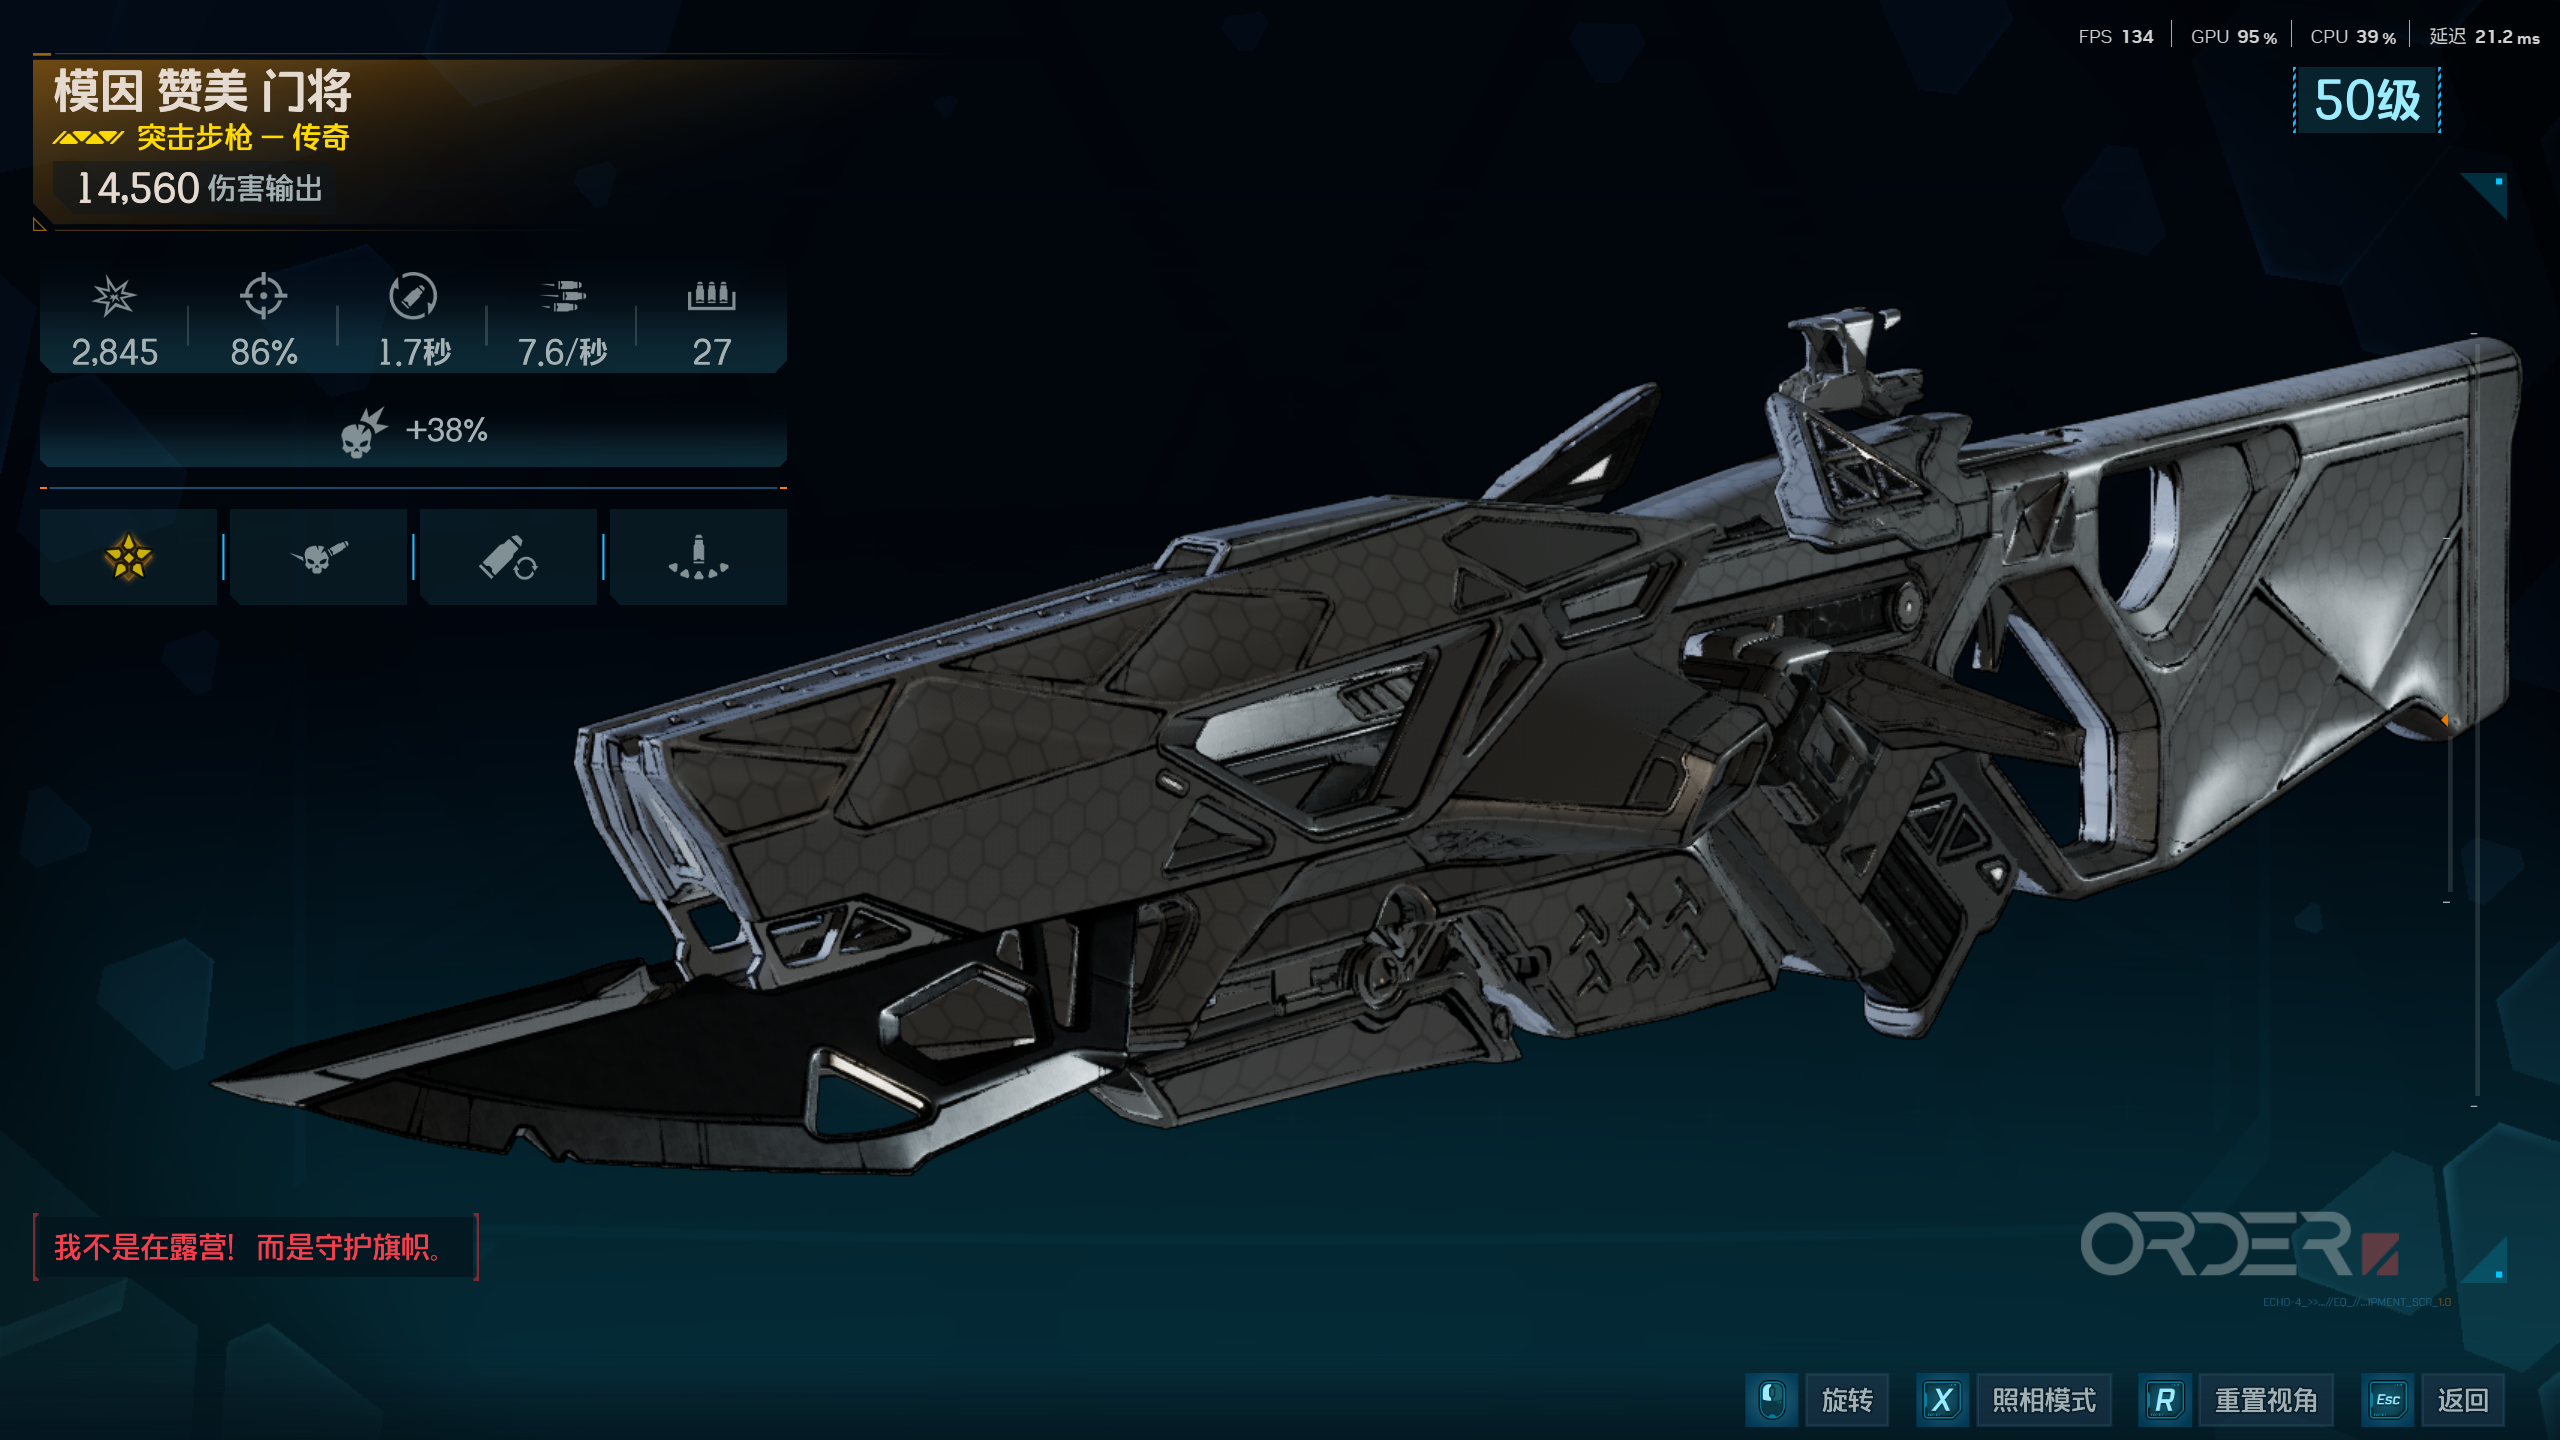 FPS 134 GPU 95 % CPU 39 % 延迟 21.2 ms
模因 赞美 门将
突击步枪 — 传奇
14,560 伤害输出
50级
2,845 86% 1.7秒 7.6/秒 27
+38%
我不是在露营！而是守护旗帜。
ORDER
旋转 X 照相模式 R 重置视角 Esc 返回